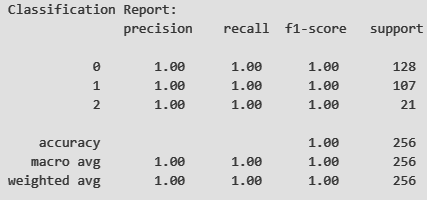 Classification Report:
precision recall f1-score support
0 1.00 1.00 1.00 128
1 1.00 1.00 1.00 107
2 1.00 1.00 1.00 21
accuracy 1.00 256
macro avg 1.00 1.00 1.00 256
weighted avg 1.00 1.00 1.00 256